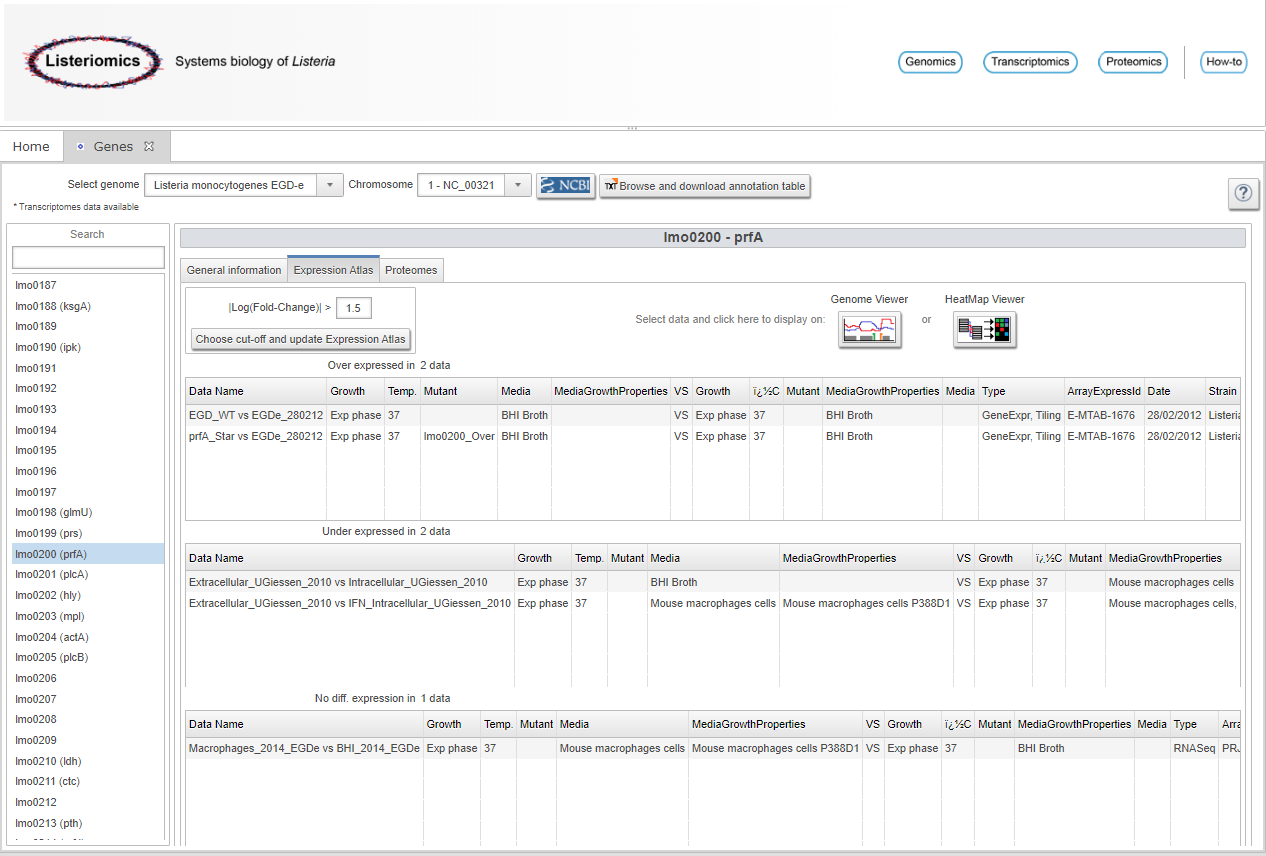 Listeriomics
Systems biology of Listeria
Genomics Transcriptomics Proteomics How-to
Home Genes
Select genome Listeria monocytogenes EGD-e Chromosome 1 - NC_00321 NCBI TXT Browse and download annotation table
* Transcriptomes data available
?
Search
lmo0187
lmo0188 (ksgA)
lmo0189
lmo0190 (ipk)
lmo0191
lmo0192
lmo0193
lmo0194
lmo0195
lmo0196
lmo0197
lmo0198 (glmU)
lmo0199 (prs)
lmo0200 (prfA)
lmo0201 (plcA)
lmo0202 (hly)
lmo0203 (mpl)
lmo0204 (actA)
lmo0205 (plcB)
lmo0206
lmo0207
lmo0208
lmo0209
lmo0210 (ldh)
lmo0211 (ctc)
lmo0212
lmo0213 (pth)
lmo0200 - prfA
General information Expression Atlas Proteomes
|Log(Fold-Change)| > 1.5
Choose cut-off and update Expression Atlas
Select data and click here to display on: Genome Viewer or HeatMap Viewer
Over expressed in 2 data
Data Name Growth Temp. Mutant Media MediaGrowthProperties VS Growth ï¿½C Mutant MediaGrowthProperties Media Type ArrayExpressId Date Strain
EGD_WT vs EGDe_280212 Exp phase 37 BHI Broth VS Exp phase 37 BHI Broth GeneExpr, Tiling E-MTAB-1676 28/02/2012 Listeria
prfA_Star vs EGDe_280212 Exp phase 37 lmo0200_Over BHI Broth VS Exp phase 37 BHI Broth GeneExpr, Tiling E-MTAB-1676 28/02/2012 Listeria
Under expressed in 2 data
Data Name Growth Temp. Mutant Media MediaGrowthProperties VS Growth ï¿½C Mutant MediaGrowthProperties
Extracellular_UGiessen_2010 vs Intracellular_UGiessen_2010 Exp phase 37 BHI Broth VS Exp phase 37 Mouse macrophages cells
Extracellular_UGiessen_2010 vs IFN_Intracellular_UGiessen_2010 Exp phase 37 Mouse macrophages cells Mouse macrophages cells P388D1 VS Exp phase 37 Mouse macrophages cells,
No diff. expression in 1 data
Data Name Growth Temp. Mutant Media MediaGrowthProperties VS Growth ï¿½C Mutant MediaGrowthProperties Media Type Arra
Macrophages_2014_EGDe vs BHI_2014_EGDe Exp phase 37 Mouse macrophages cells Mouse macrophages cells P388D1 VS Exp phase 37 BHI Broth RNASeq PRJ